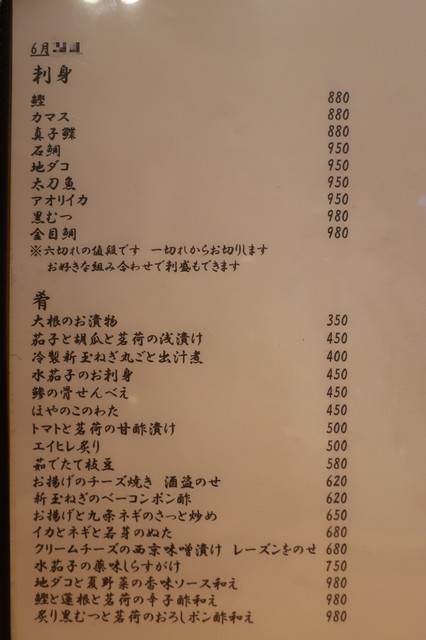 6月
刺身
鰹 880
カマス 880
真子鰈 880
石鯛 950
地ダコ 950
太刀魚 950
アオリイカ 950
黒むつ 980
金目鯛 980
※六切れの値段です 一切れからお切りします
お好きな組み合わせで刺盛もできます
肴
大根のお漬物 350
茄子と胡瓜と茗荷の浅漬け 450
冷製新玉ねぎ丸ごと出汁煮 400
水茄子のお刺身 450
鯵の骨せんべえ 450
ほやのこのわた 450
トマトと茗荷の甘酢漬け 500
エイヒレ炙り 500
茹でたて枝豆 580
お揚げのチーズ焼き 酒盗のせ 620
新玉ねぎのベーコンポン酢 620
お揚げと九条ネギのさっと炒め 650
イカとネギと若芽のぬた 680
クリームチーズの西京味噌漬け レーズンをのせ 680
水茄子の薬味しらすがけ 750
地ダコと夏野菜の香味ソース和え 980
鰹と蓮根と茗荷の辛子酢和え 980
炙り黒むつと茗荷のおろしポン酢和え 980